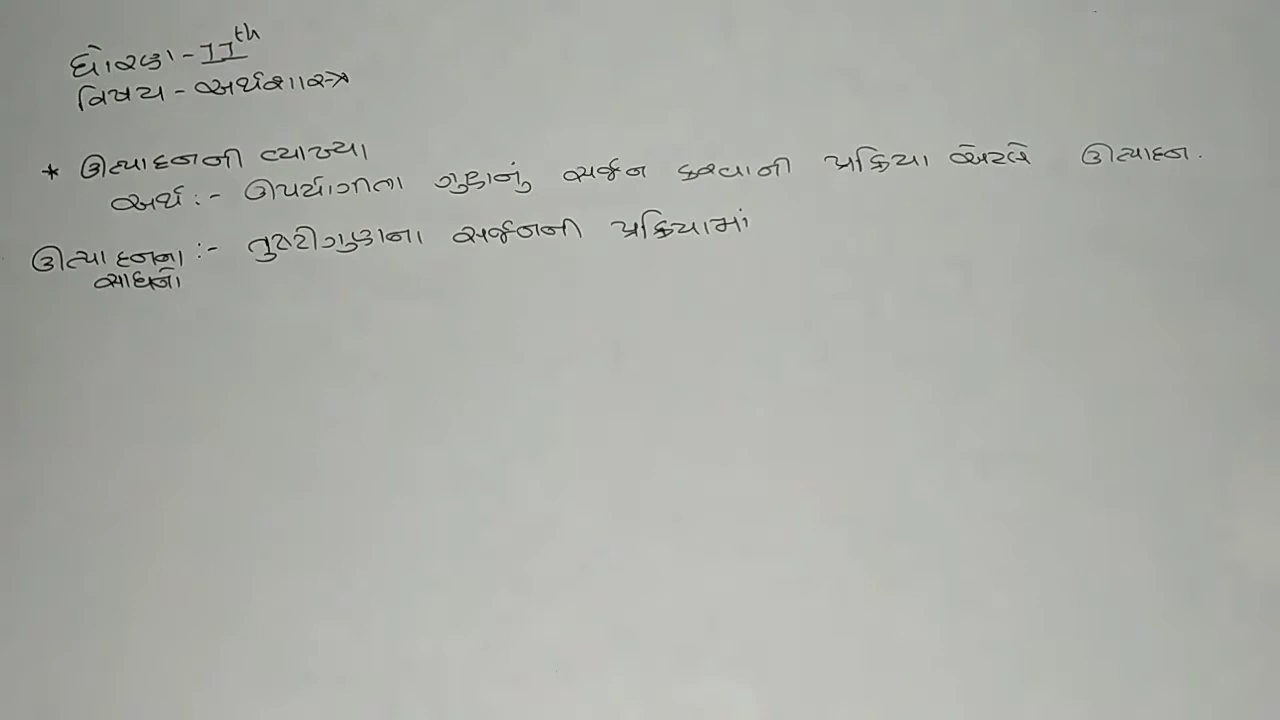 ધોરણ - 11th
વિષય - અર્થશાસ્ત્ર
* ઉત્પાદનની વ્યાખ્યા
અર્થ :- ઉપયોગીતા ગુણનું સર્જન કરવાની પ્રક્રિયા એટલે ઉત્પાદન.
ઉત્પાદનના :- તુષ્ટીગુણના સર્જનની પ્રક્રિયામાં
સાધનો